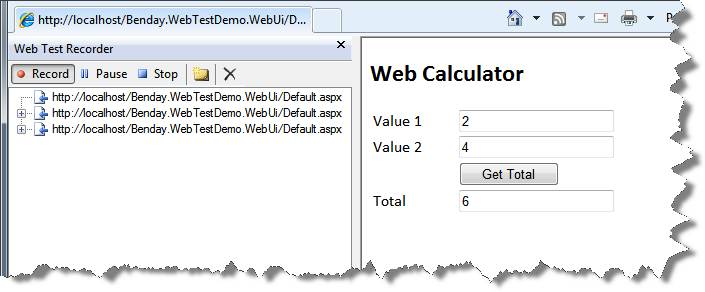 http://localhost/Benday.WebTestDemo.WebUi/D...
P
Web Test Recorder
Record Pause Stop
http://localhost/Benday.WebTestDemo.WebUi/Default.aspx
http://localhost/Benday.WebTestDemo.WebUi/Default.aspx
http://localhost/Benday.WebTestDemo.WebUi/Default.aspx
Web Calculator
Value 1 2
Value 2 4
Get Total
Total 6